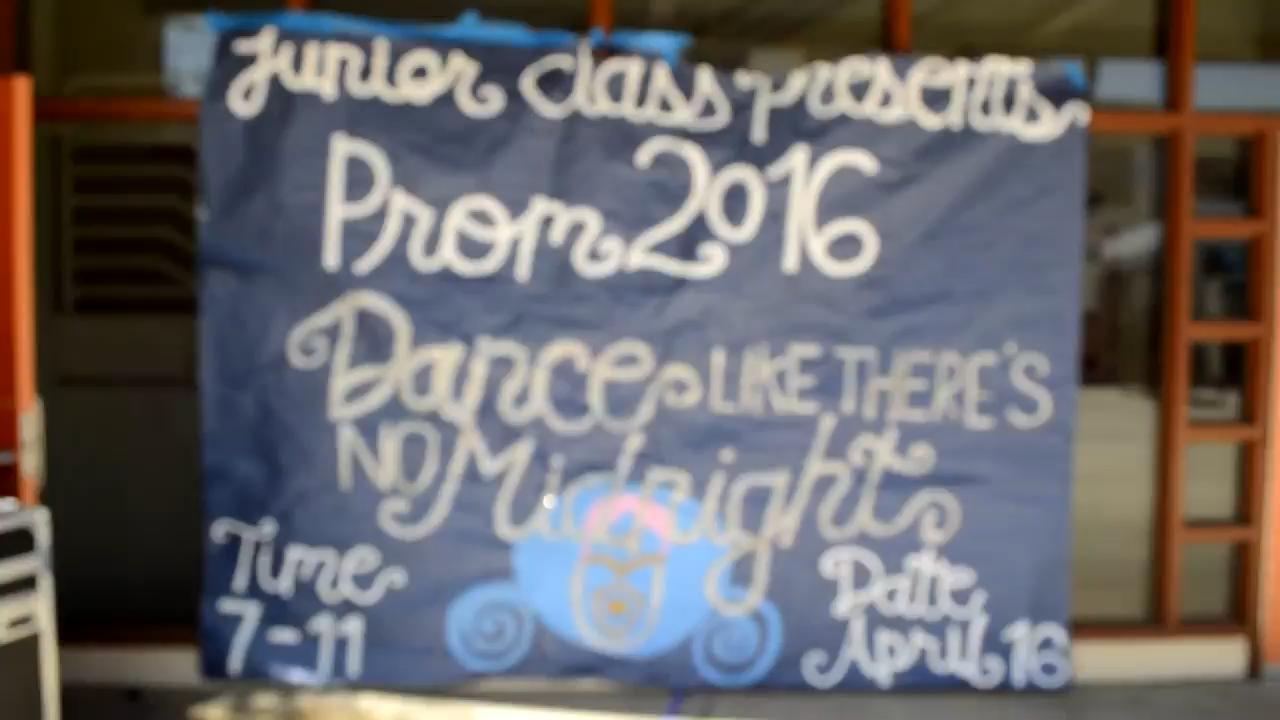 Junior class presents
Prom 2016
Dance LIKE THERE'S
NO Midnight
Time
7-11
Date
April 16